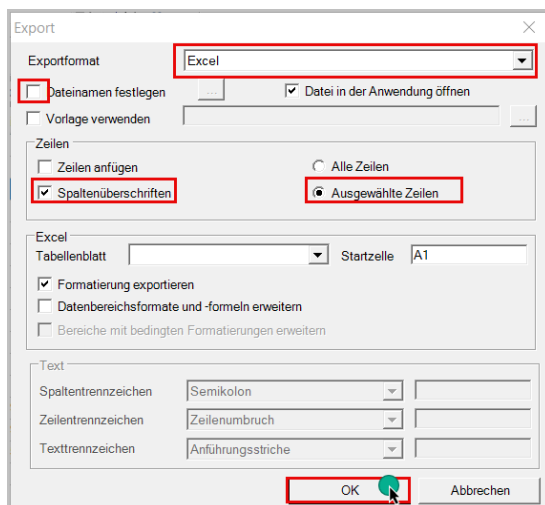 Export
Exportformat Excel
Dateinamen festlegen ... Datei in der Anwendung öffnen
Vorlage verwenden ...
Zeilen
Zeilen anfügen Alle Zeilen
Spaltenüberschriften Ausgewählte Zeilen
Excel
Tabellenblatt Startzelle A1
Formatierung exportieren
Datenbereichsformate und -formeln erweitern
Bereiche mit bedingten Formatierungen erweitern
Text
Spaltentrennzeichen Semikolon
Zeilentrennzeichen Zeilenumbruch
Texttrennzeichen Anführungsstriche
OK Abbrechen